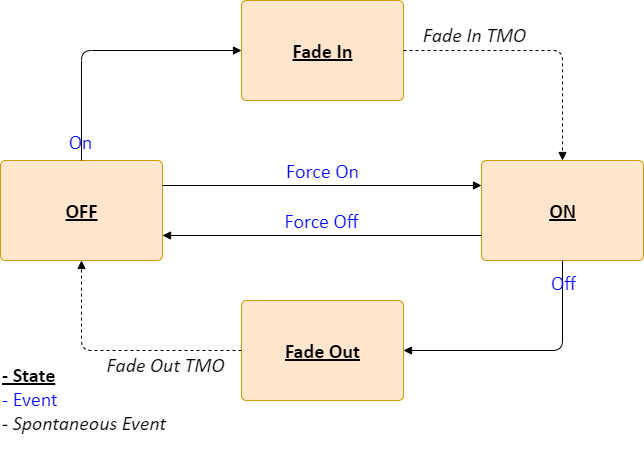 Fade In
Fade In TMO
On
Force On
OFF
ON
Force Off
Off
Fade Out
Fade Out TMO
- State
- Event
- Spontaneous Event